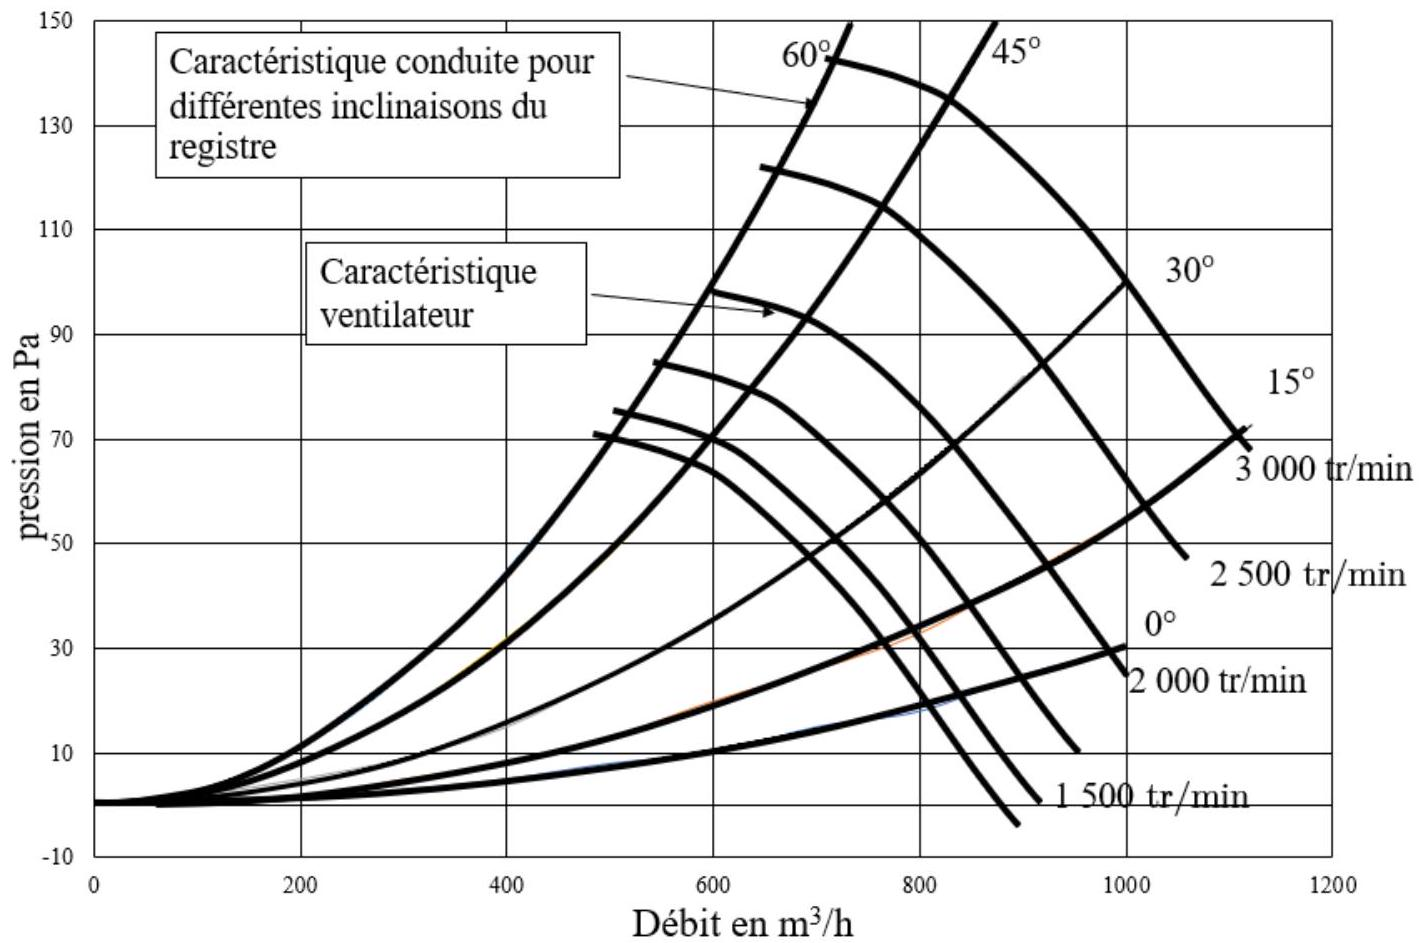 150
130
110
90
70
50
30
10
-10
pression en Pa
Caractéristique conduite pour
différentes inclinaisons du
registre
Caractéristique
ventilateur
60°
45°
30°
15°
3 000 tr/min
2 500 tr/min
0°
2 000 tr/min
1 500 tr/min
0
200
400
600
800
1000
1200
Débit en m³/h